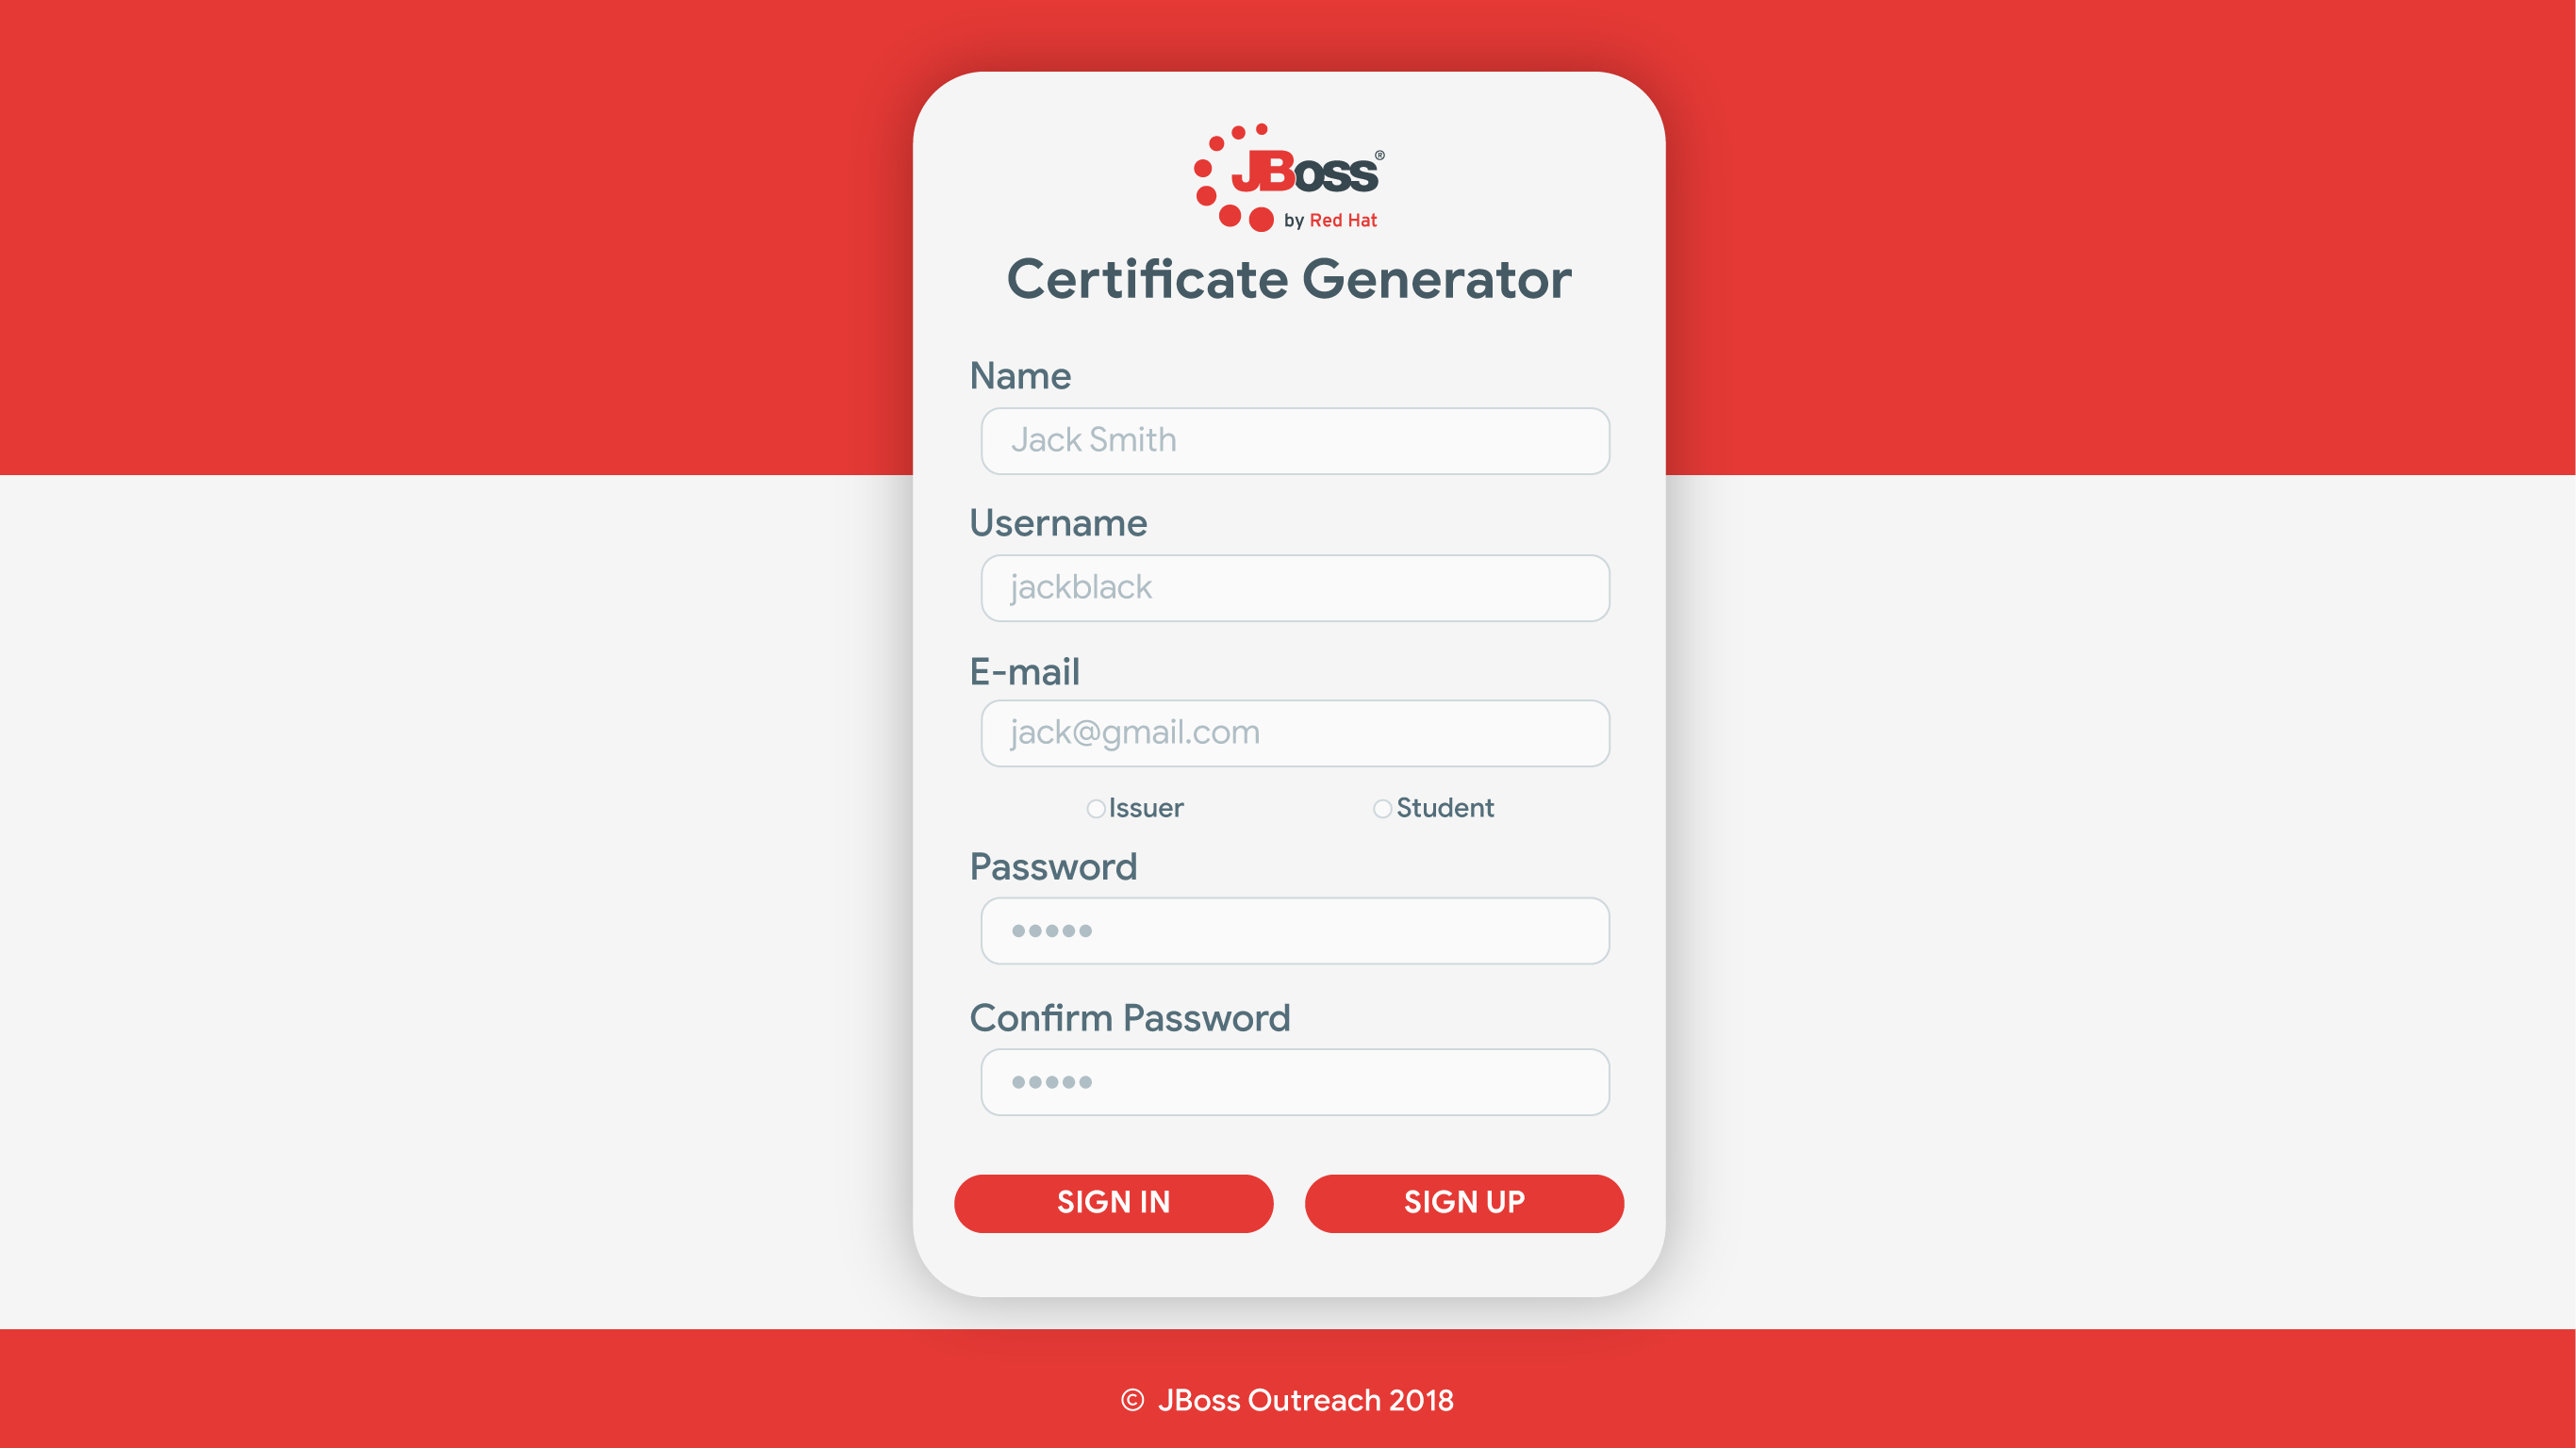 JBoss®
by Red Hat
Certificate Generator
Name
Jack Smith
Username
jackblack
E-mail
jack@gmail.com
Issuer Student
Password
•••••
Confirm Password
•••••
SIGN IN SIGN UP
© JBoss Outreach 2018